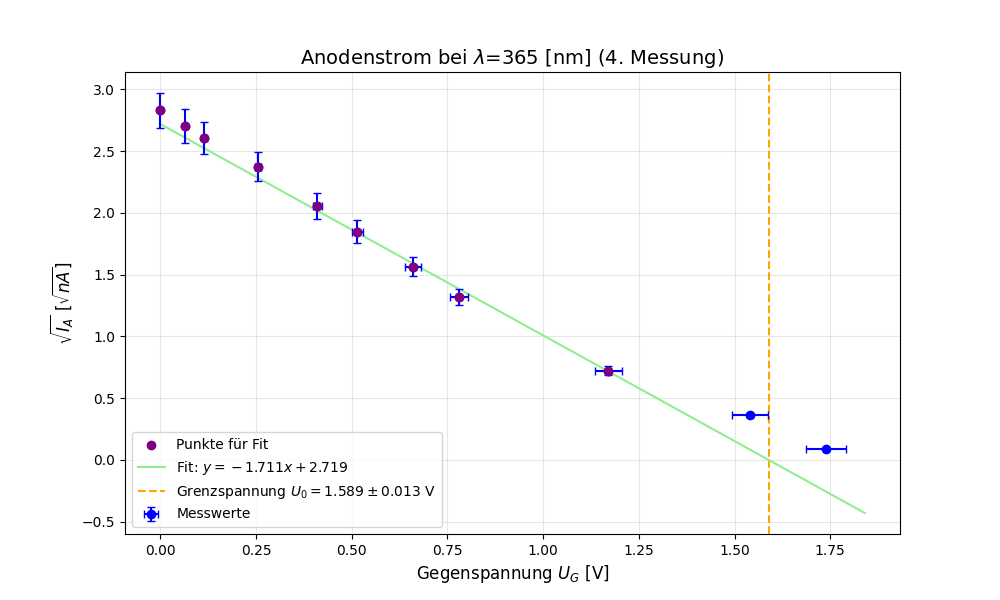 Anodenstrom bei λ=365 [nm] (4. Messung)
√I_A [√nA]
3.0
2.5
2.0
1.5
1.0
0.5
0.0
−0.5
Punkte für Fit
Fit: y = −1.711x + 2.719
Grenzspannung U_0 = 1.589 ± 0.013 V
Messwerte
0.00 0.25 0.50 0.75 1.00 1.25 1.50 1.75
Gegenspannung U_G [V]